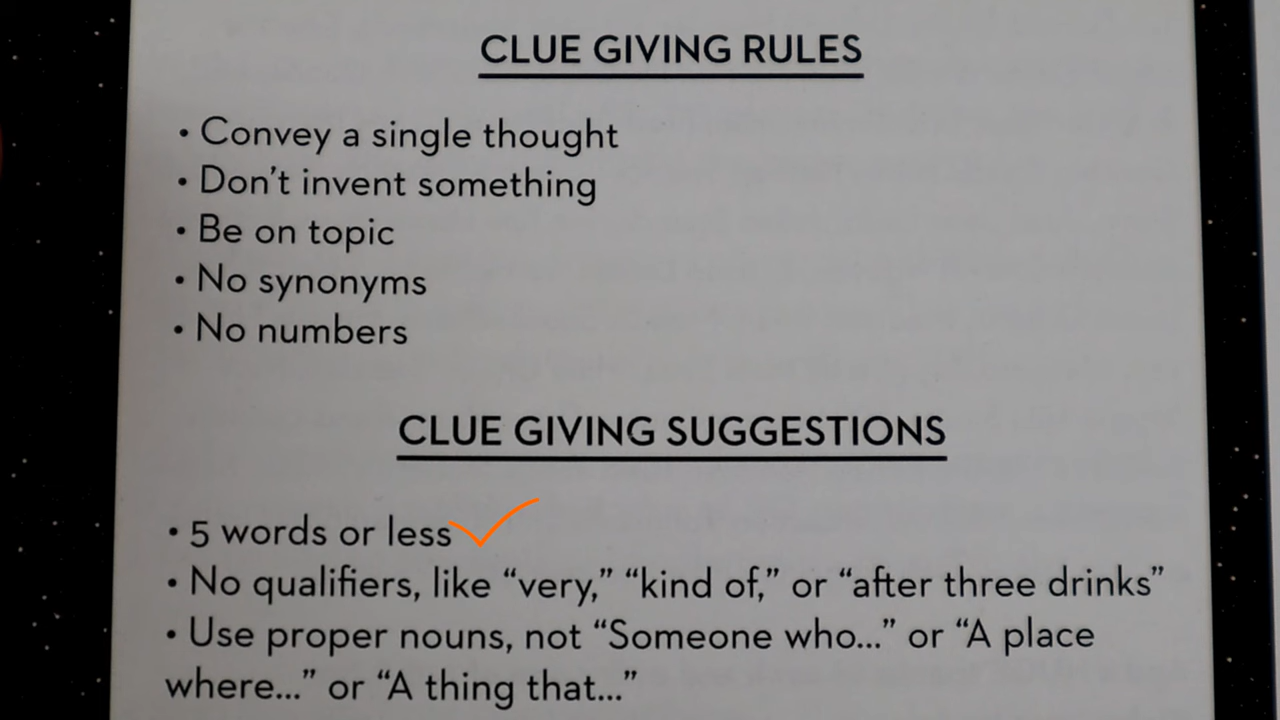 CLUE GIVING RULES
• Convey a single thought
• Don’t invent something
• Be on topic
• No synonyms
• No numbers
CLUE GIVING SUGGESTIONS
• 5 words or less
• No qualifiers, like “very,” “kind of,” or “after three drinks”
• Use proper nouns, not “Someone who...” or “A place
where...” or “A thing that...”